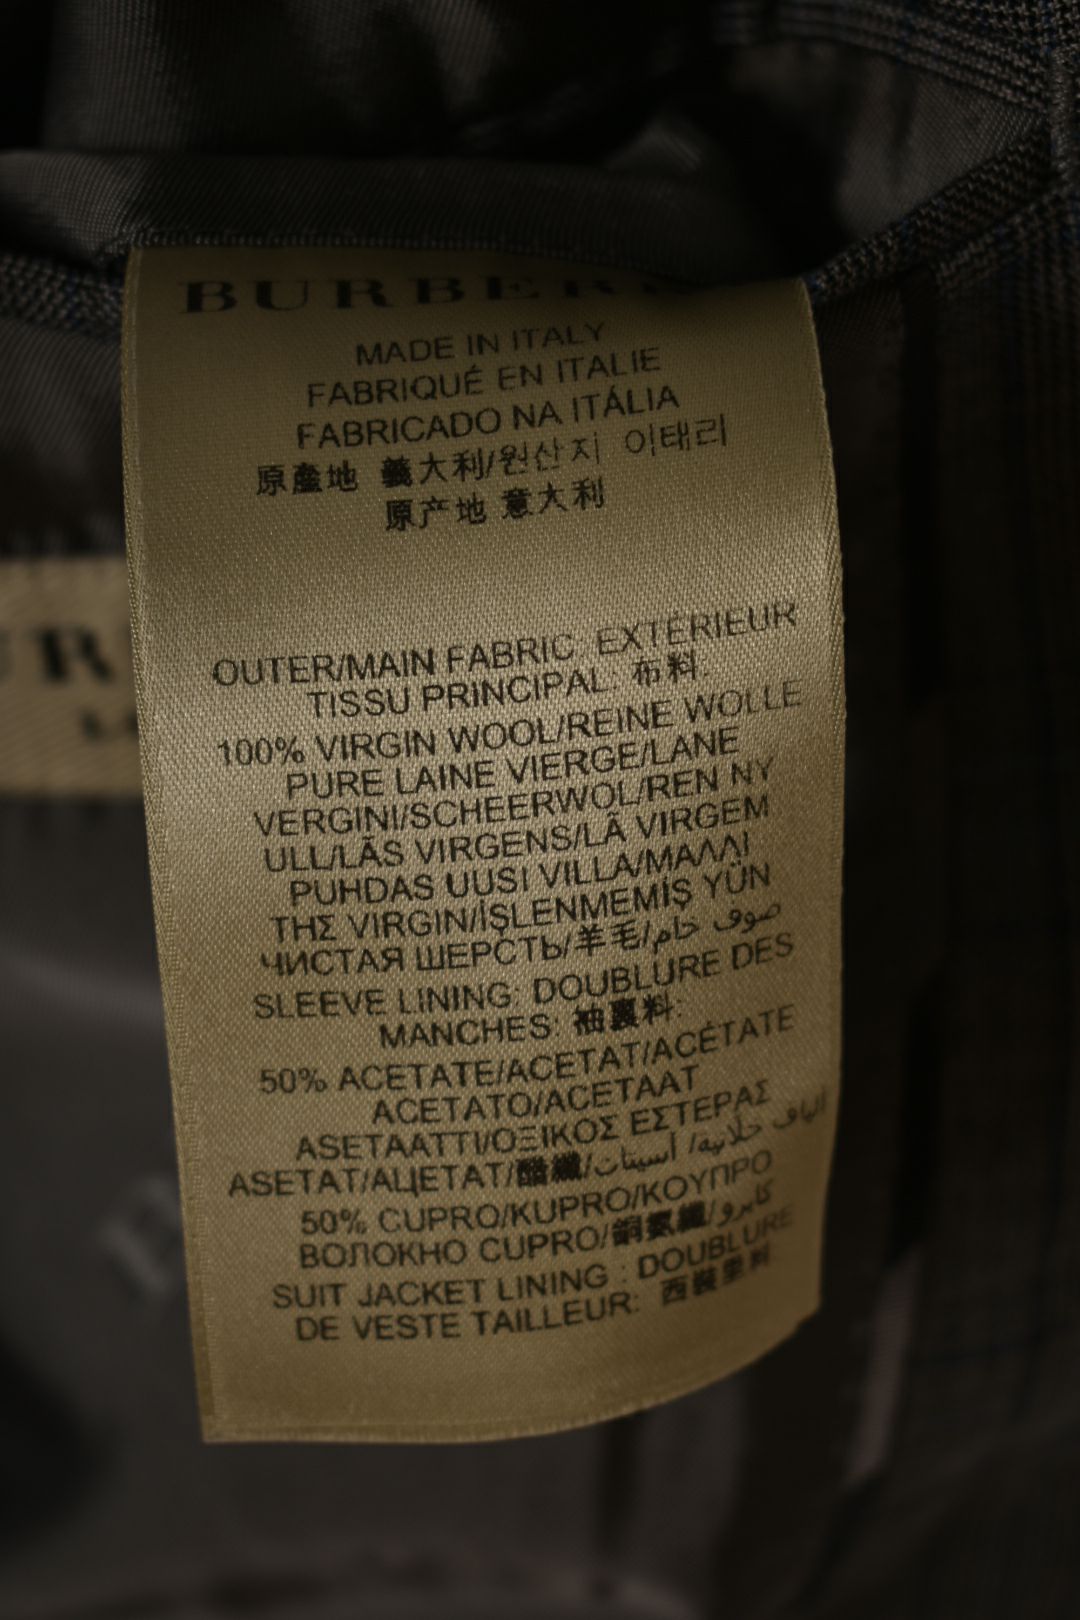 BURBERRY
MADE IN ITALY
FABRIQUÉ EN ITALIE
FABRICADO NA ITÁLIA
原產地 義大利/원산지 이태리
原产地 意大利
OUTER/MAIN FABRIC: EXTÉRIEUR
TISSU PRINCIPAL: 布料:
100% VIRGIN WOOL/REINE WOLLE
PURE LAINE VIERGE/LANE
VERGINI/SCHEERWOL/REN NY
ULL/LÃS VIRGENS/LÃ VIRGEM
PUHDAS UUSI VILLA/ΜΑΛΛΙ
ΤΗΣ VIRGIN/İŞLENMEMİŞ YÜN
ЧИСТАЯ ШЕРСТЬ/羊毛/صوف خام
SLEEVE LINING: DOUBLURE DES
MANCHES: 袖裏料:
50% ACETATE/ACETAT/ACÉTATE
ACETATO/ACETAAT
ASETAATTI/ΟΞΙΚΟΣ ΕΣΤΕΡΑΣ
ASETAT/АЦЕТАТ/醋纖/أسيتات/ ألياف خلابيه
50% CUPRO/KUPRO/ΚΟΥΠΡΟ
ВОЛОКНО CUPRO/銅氨纖/كابرو
SUIT JACKET LINING : DOUBLURE
DE VESTE TAILLEUR: 西裝裏料:
UR